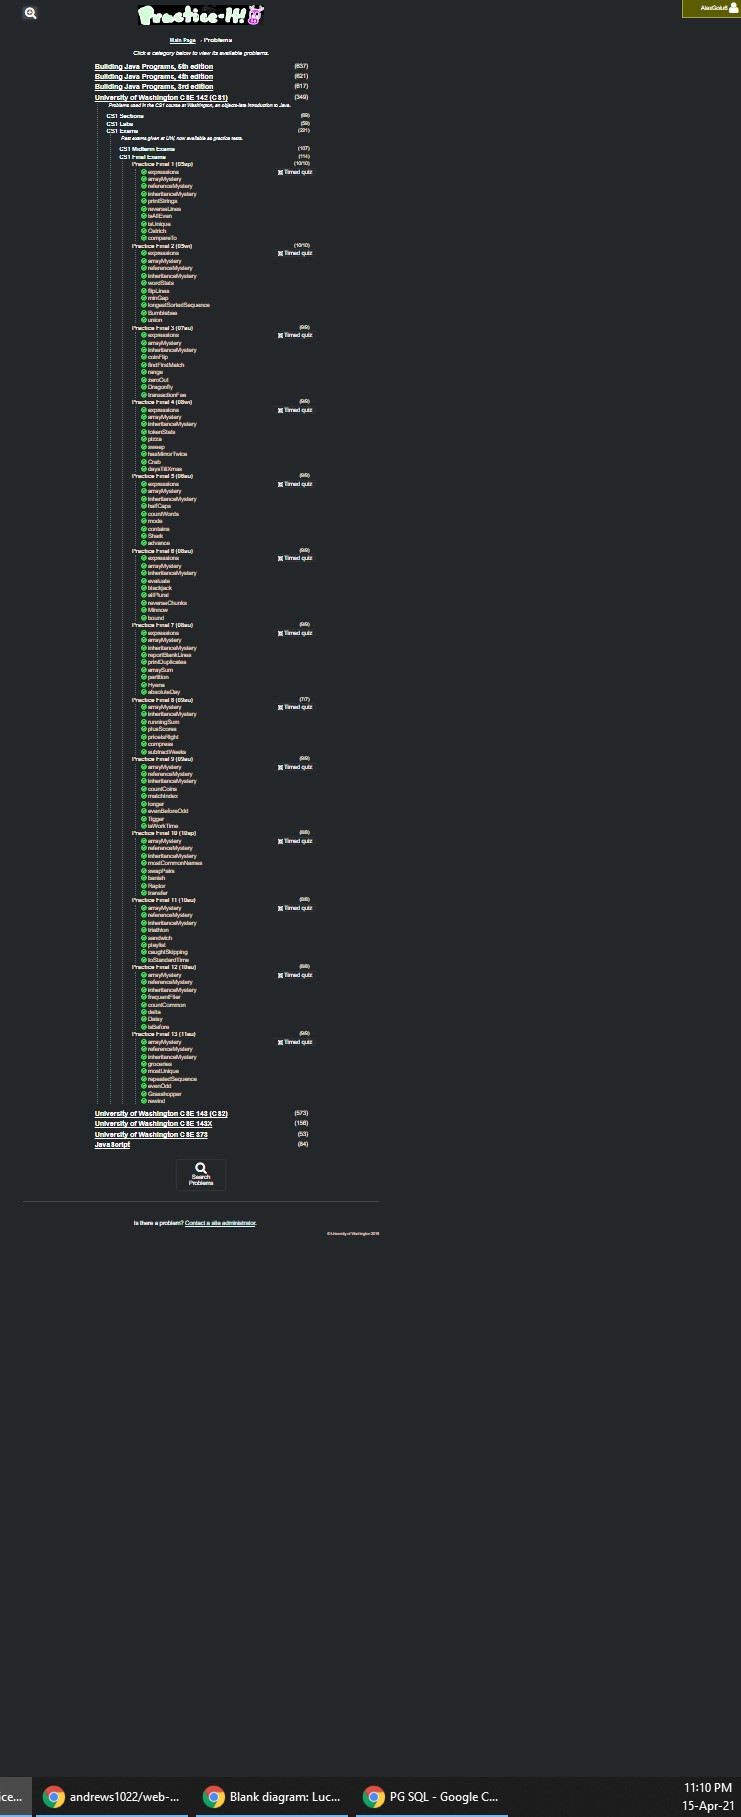 Practice-It!
AlexGolub
Main Page → Problems
Click a category below to view its available problems.
Building Java Programs, 5th edition (637)
Building Java Programs, 4th edition (621)
Building Java Programs, 3rd edition (617)
University of Washington CSE 142 (CS1) (349)
Problems used in the CS1 course at Washington, an objects-late introduction to Java.
CS1 Sections
CS1 Labs
CS1 Exams (221)
Past exams given at UW, now available as practice tests.
CS1 Midterm Exams (107)
CS1 Final Exams (114)
Practice Final 1 (05sp) (10/10)
expressions Timed quiz
arrayMystery
referenceMystery
inheritanceMystery
printStrings
reverseLines
isAllEven
isUnique
Ostrich
compareTo
Practice Final 2 (05wi) (10/10)
expressions Timed quiz
arrayMystery
referenceMystery
inheritanceMystery
wordStats
flipLines
minGap
longestSortedSequence
Bumblebee
union
Practice Final 3 (07au) (9/9)
expressions Timed quiz
arrayMystery
inheritanceMystery
coinFlip
findFirstMatch
range
zeroOut
Dragonfly
transactionFee
Practice Final 4 (08wi) (9/9)
expressions Timed quiz
arrayMystery
inheritanceMystery
tokenStats
pizza
sweep
hasMirrorTwice
Crab
daysTillXmas
Practice Final 5 (06au) (9/9)
expressions Timed quiz
arrayMystery
inheritanceMystery
halfCaps
countWords
mode
contains
Shark
advance
Practice Final 6 (08su) (9/9)
expressions Timed quiz
arrayMystery
inheritanceMystery
evaluate
blackjack
allPlural
reverseChunks
Minnow
bound
Practice Final 7 (08au) (9/9)
expressions Timed quiz
arrayMystery
inheritanceMystery
reportBlankLines
printDuplicates
arraySum
partition
Hyena
absoluteDay
Practice Final 8 (09su) (7/7)
arrayMystery Timed quiz
inheritanceMystery
runningSum
plusScores
priceIsRight
compress
subtractWeeks
Practice Final 9 (09au) (9/9)
arrayMystery Timed quiz
referenceMystery
inheritanceMystery
countCoins
matchIndex
longer
evenBeforeOdd
Tigger
isWorkTime
Practice Final 10 (10sp) (8/8)
arrayMystery Timed quiz
referenceMystery
inheritanceMystery
mostCommonNames
swapPairs
banish
Raptor
transfer
Practice Final 11 (10su) (8/8)
arrayMystery Timed quiz
referenceMystery
inheritanceMystery
triathlon
sandwich
playlist
caughtSkipping
toStandardTime
Practice Final 12 (10au) (8/8)
arrayMystery Timed quiz
referenceMystery
inheritanceMystery
frequentFlier
countCommon
delta
Daisy
isBefore
Practice Final 13 (11au) (9/9)
arrayMystery Timed quiz
referenceMystery
inheritanceMystery
groceries
mostUnique
repeatedSequence
evenOdd
Grasshopper
rewind
University of Washington CSE 143 (CS2) (573)
University of Washington CSE 143X (156)
University of Washington CSE 373 (53)
JavaScript (84)
Search
Problems
Is there a problem? Contact a site administrator.
© University of Washington 2019
ice...
andrews1022/web-...
Blank diagram: Luc...
PG SQL - Google C...
11:10 PM
15-Apr-21